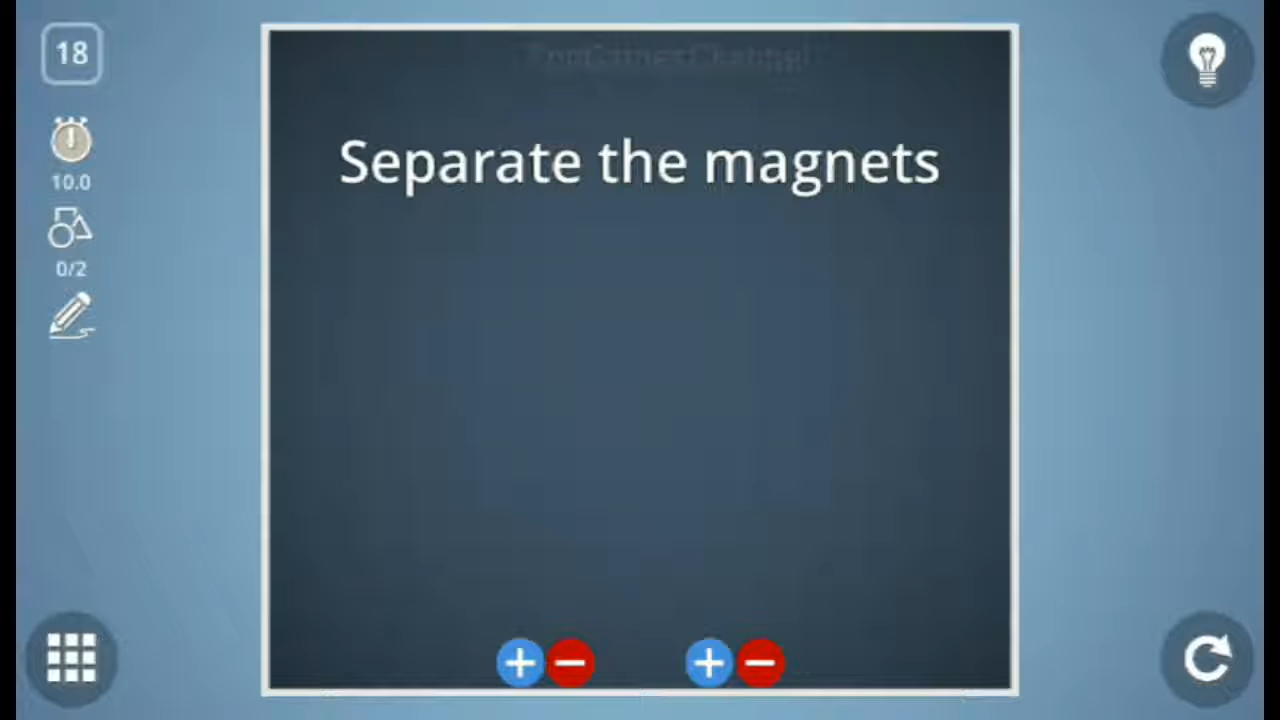 18
Separate the magnets
10.0
0/2
+ − + −